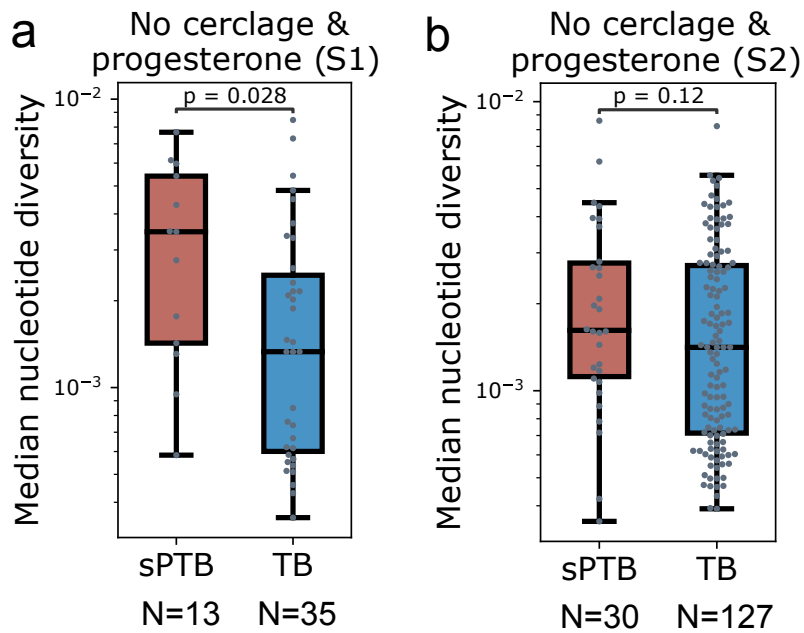 a
No cerclage &
progesterone (S1)
Median nucleotide diversity
10⁻²
10⁻³
p = 0.028
sPTB TB
N=13 N=35
b
No cerclage &
progesterone (S2)
Median nucleotide diversity
10⁻²
10⁻³
p = 0.12
sPTB TB
N=30 N=127